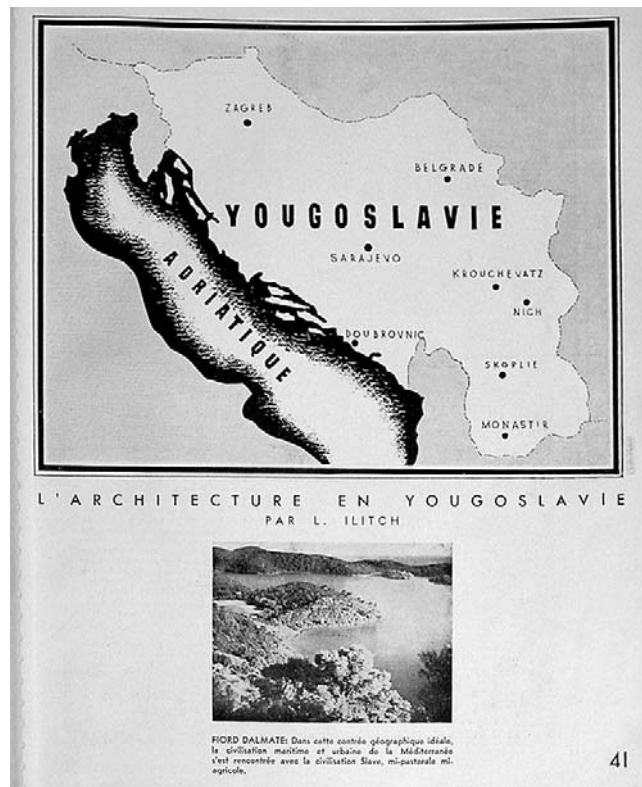 ZAGREB
BELGRADE
YOUGOSLAVIE
SARAJEVO
KROUCHEVATZ
NICH
ADRIATIQUE
DOUBROVNIC
SKOPLIE
MONASTIR
L'ARCHITECTURE EN YOUGOSLAVIE
PAR L. ILITCH
FIORD DALMATE: Dans cette contrée géographique idéale,
la civilisation maritime et urbaine de la Méditerranée
s'est rencontrée avec la civilisation Slave, mi-pastorale mi-
agricole.
41